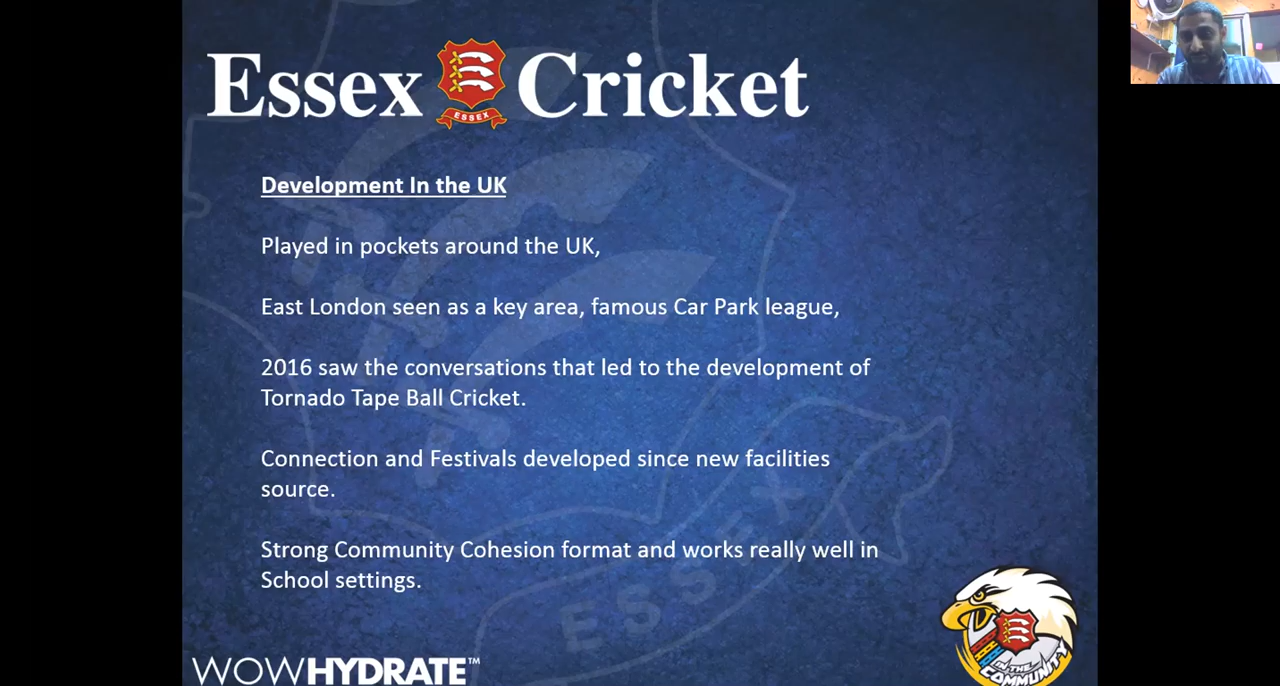 Essex Cricket
ESSEX
Development In the UK
Played in pockets around the UK,
East London seen as a key area, famous Car Park league,
2016 saw the conversations that led to the development of
Tornado Tape Ball Cricket.
Connection and Festivals developed since new facilities
source.
Strong Community Cohesion format and works really well in
School settings.
ESSEX
IN THE
COMMUNITY
WOWHYDRATE™